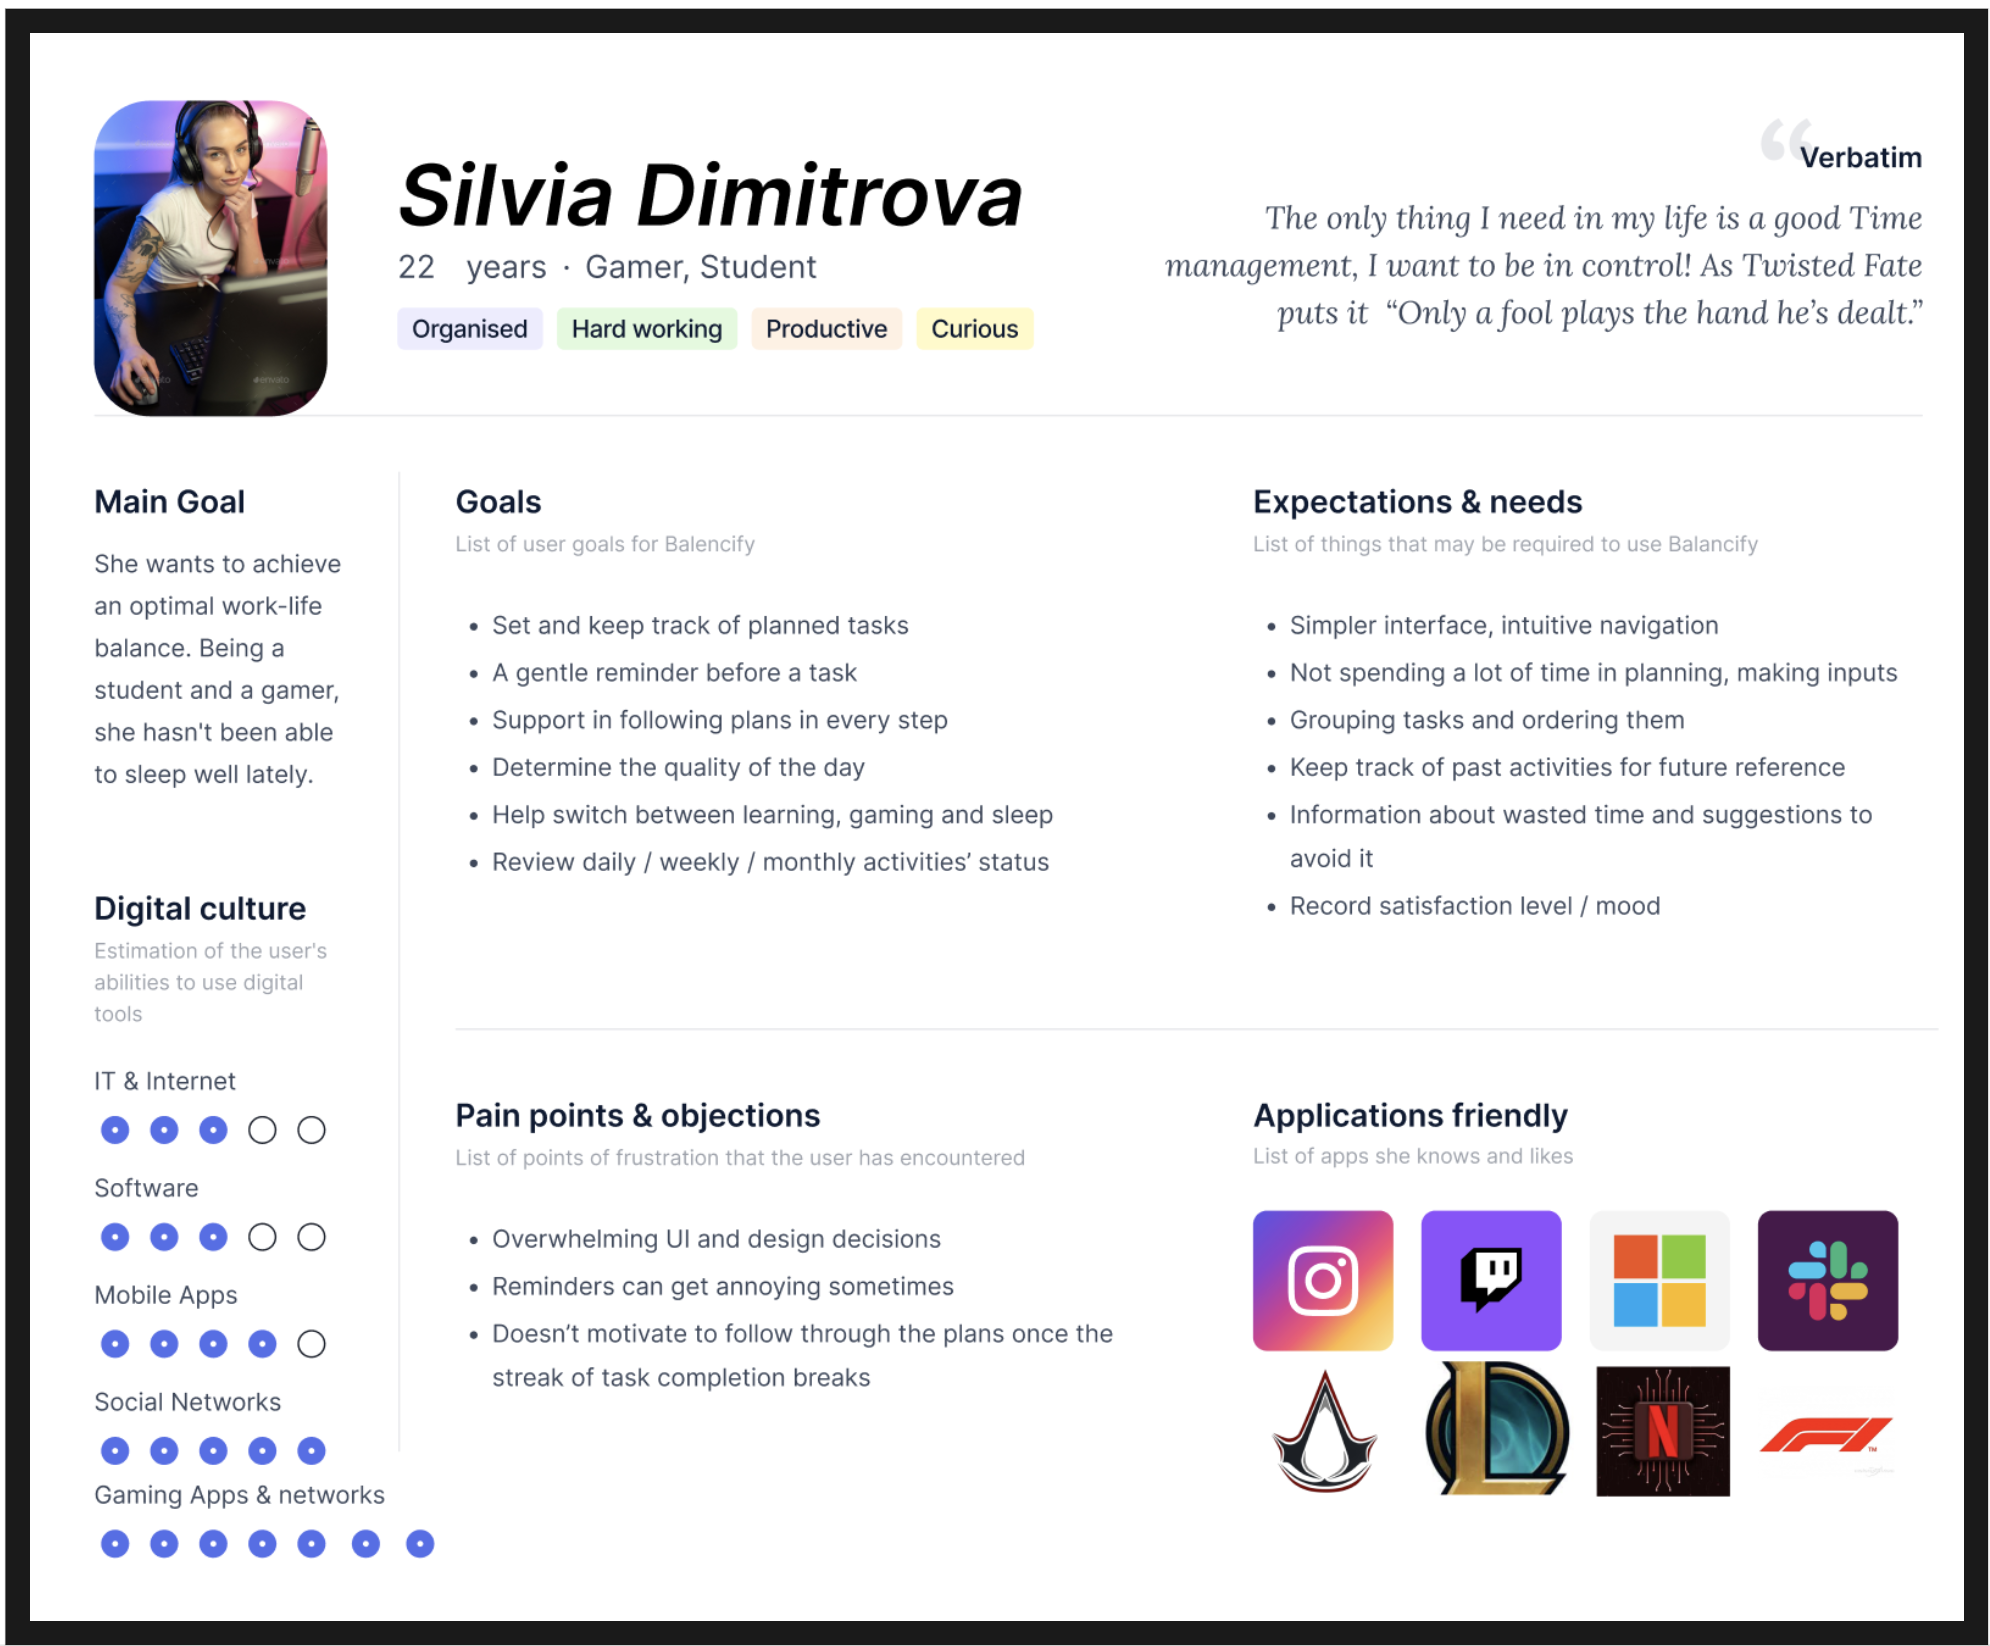 Silvia Dimitrova
22 years · Gamer, Student
Organised
Hard working
Productive
Curious
“
Verbatim
The only thing I need in my life is a good Time
management, I want to be in control! As Twisted Fate
puts it “Only a fool plays the hand he’s dealt.”
envato
Main Goal
She wants to achieve
an optimal work-life
balance. Being a
student and a gamer,
she hasn't been able
to sleep well lately.
Digital culture
Estimation of the user's
abilities to use digital
tools
IT & Internet
Software
Mobile Apps
Social Networks
Gaming Apps & networks
Goals
List of user goals for Balencify
• Set and keep track of planned tasks
• A gentle reminder before a task
• Support in following plans in every step
• Determine the quality of the day
• Help switch between learning, gaming and sleep
• Review daily / weekly / monthly activities’ status
Expectations & needs
List of things that may be required to use Balancify
• Simpler interface, intuitive navigation
• Not spending a lot of time in planning, making inputs
• Grouping tasks and ordering them
• Keep track of past activities for future reference
• Information about wasted time and suggestions to
avoid it
• Record satisfaction level / mood
Pain points & objections
List of points of frustration that the user has encountered
• Overwhelming UI and design decisions
• Reminders can get annoying sometimes
• Doesn’t motivate to follow through the plans once the
streak of task completion breaks
Applications friendly
List of apps she knows and likes
L
N
F1
TM